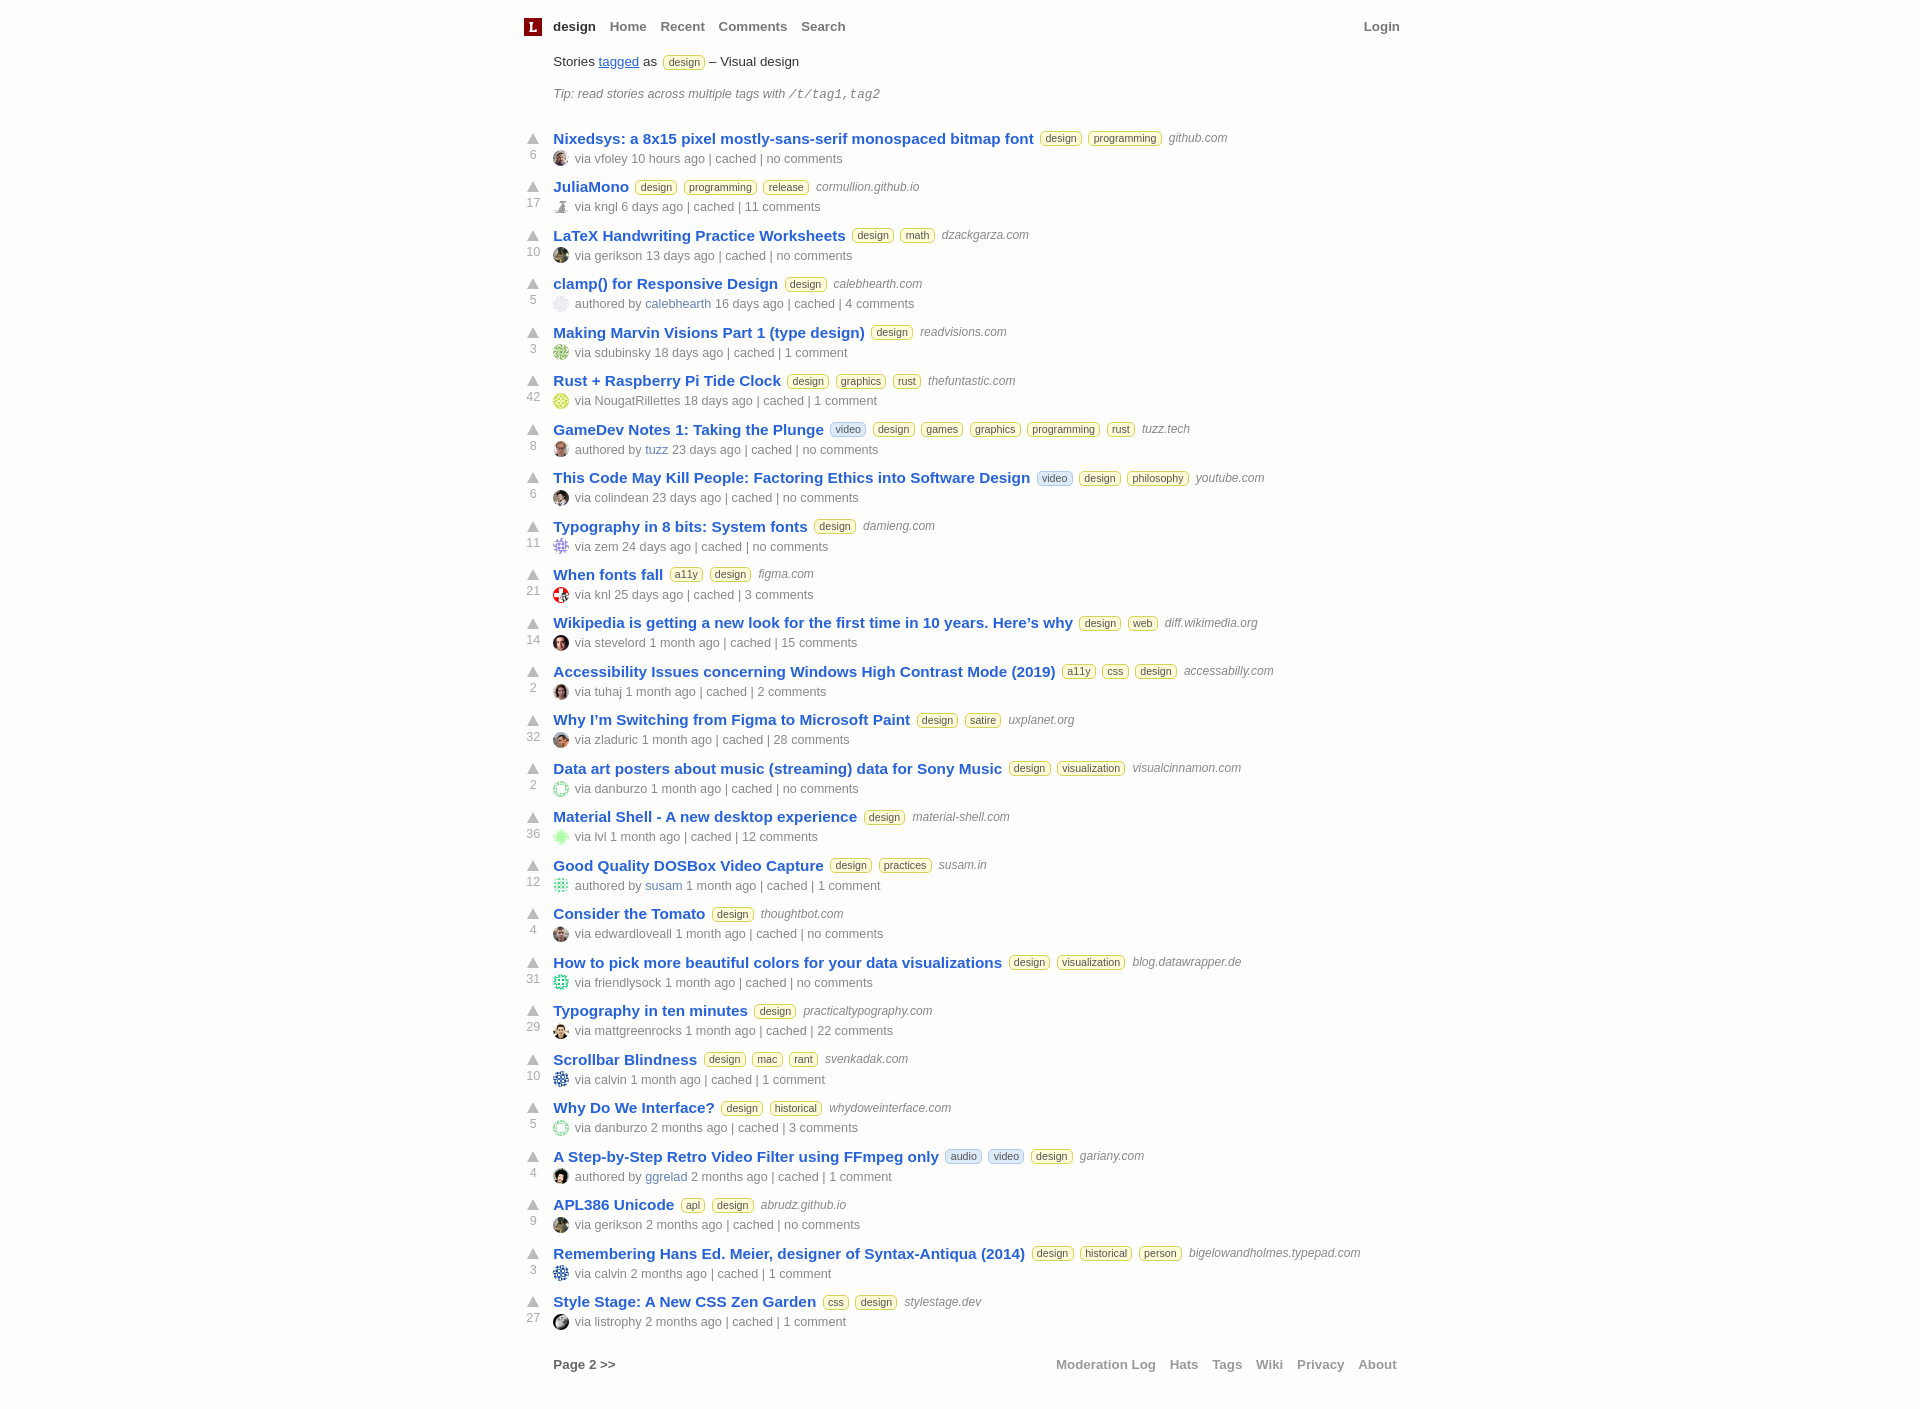 L design Home Recent Comments Search Login
Stories tagged as design – Visual design
Tip: read stories across multiple tags with /t/tag1,tag2
Nixedsys: a 8x15 pixel mostly-sans-serif monospaced bitmap font design programming github.com
6 via vfoley 10 hours ago | cached | no comments
JuliaMono design programming release cormullion.github.io
17 via kngl 6 days ago | cached | 11 comments
LaTeX Handwriting Practice Worksheets design math dzackgarza.com
10 via gerikson 13 days ago | cached | no comments
clamp() for Responsive Design design calebhearth.com
5 authored by calebhearth 16 days ago | cached | 4 comments
Making Marvin Visions Part 1 (type design) design readvisions.com
3 via sdubinsky 18 days ago | cached | 1 comment
Rust + Raspberry Pi Tide Clock design graphics rust thefuntastic.com
42 via NougatRillettes 18 days ago | cached | 1 comment
GameDev Notes 1: Taking the Plunge video design games graphics programming rust tuzz.tech
8 authored by tuzz 23 days ago | cached | no comments
This Code May Kill People: Factoring Ethics into Software Design video design philosophy youtube.com
6 via colindean 23 days ago | cached | no comments
Typography in 8 bits: System fonts design damieng.com
11 via zem 24 days ago | cached | no comments
When fonts fall a11y design figma.com
21 via knl 25 days ago | cached | 3 comments
Wikipedia is getting a new look for the first time in 10 years. Here’s why design web diff.wikimedia.org
14 via stevelord 1 month ago | cached | 15 comments
Accessibility Issues concerning Windows High Contrast Mode (2019) a11y css design accessabilly.com
2 via tuhaj 1 month ago | cached | 2 comments
Why I’m Switching from Figma to Microsoft Paint design satire uxplanet.org
32 via zladuric 1 month ago | cached | 28 comments
Data art posters about music (streaming) data for Sony Music design visualization visualcinnamon.com
2 via danburzo 1 month ago | cached | no comments
Material Shell - A new desktop experience design material-shell.com
36 via lvl 1 month ago | cached | 12 comments
Good Quality DOSBox Video Capture design practices susam.in
12 authored by susam 1 month ago | cached | 1 comment
Consider the Tomato design thoughtbot.com
4 via edwardloveall 1 month ago | cached | no comments
How to pick more beautiful colors for your data visualizations design visualization blog.datawrapper.de
31 via friendlysock 1 month ago | cached | no comments
Typography in ten minutes design practicaltypography.com
29 via mattgreenrocks 1 month ago | cached | 22 comments
Scrollbar Blindness design mac rant svenkadak.com
10 via calvin 1 month ago | cached | 1 comment
Why Do We Interface? design historical whydoweinterface.com
5 via danburzo 2 months ago | cached | 3 comments
A Step-by-Step Retro Video Filter using FFmpeg only audio video design gariany.com
4 authored by ggrelad 2 months ago | cached | 1 comment
APL386 Unicode apl design abrudz.github.io
9 via gerikson 2 months ago | cached | no comments
Remembering Hans Ed. Meier, designer of Syntax-Antiqua (2014) design historical person bigelowandholmes.typepad.com
3 via calvin 2 months ago | cached | 1 comment
Style Stage: A New CSS Zen Garden css design stylestage.dev
27 via listrophy 2 months ago | cached | 1 comment
Page 2 >> Moderation Log Hats Tags Wiki Privacy About